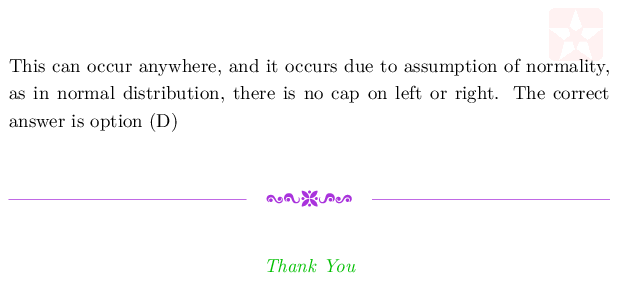 This can occur anywhere, and it occurs due to assumption of normality,
as in normal distribution, there is no cap on left or right. The correct
answer is option (D)
Thank You